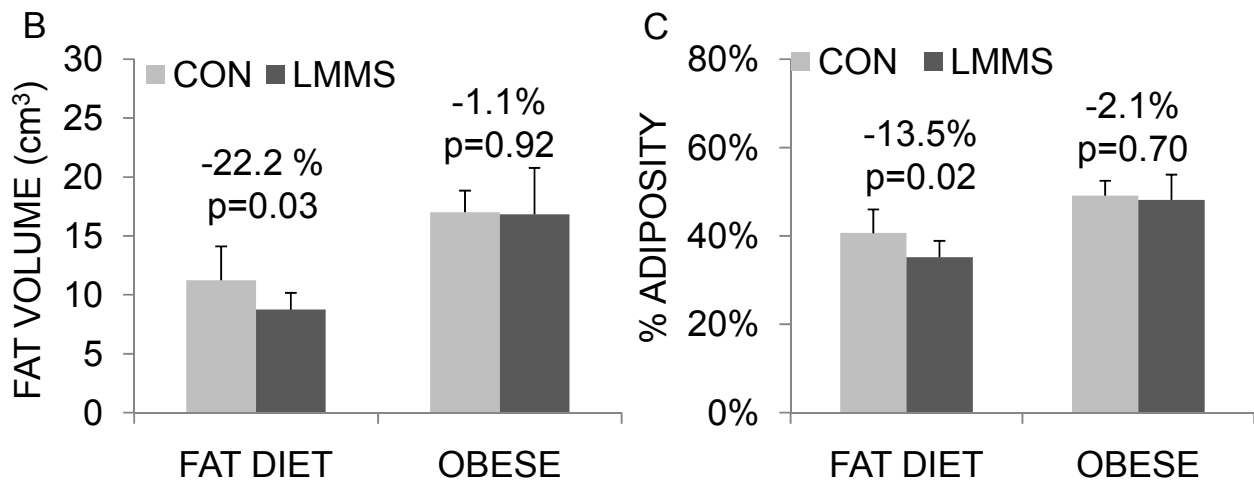 B
FAT VOLUME (cm³)
30
25
20
15
10
5
0
CON LMMS
-22.2 %
p=0.03
-1.1%
p=0.92
FAT DIET OBESE
C
% ADIPOSITY
80%
60%
40%
20%
0%
CON LMMS
-13.5%
p=0.02
-2.1%
p=0.70
FAT DIET OBESE